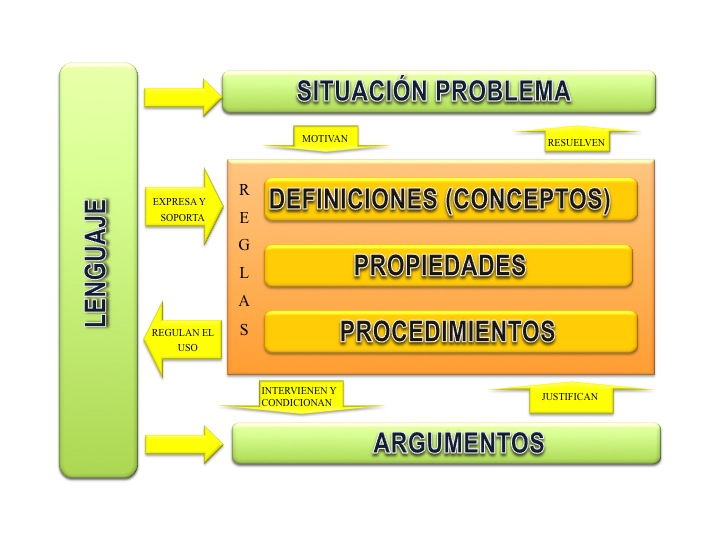 SITUACIÓN PROBLEMA
MOTIVAN
RESUELVEN
LENGUAJE
EXPRESA Y
SOPORTA
R
E
G
L
A
S
DEFINICIONES (CONCEPTOS)
PROPIEDADES
PROCEDIMIENTOS
REGULAN EL
USO
INTERVIENEN Y
CONDICIONAN
JUSTIFICAN
ARGUMENTOS